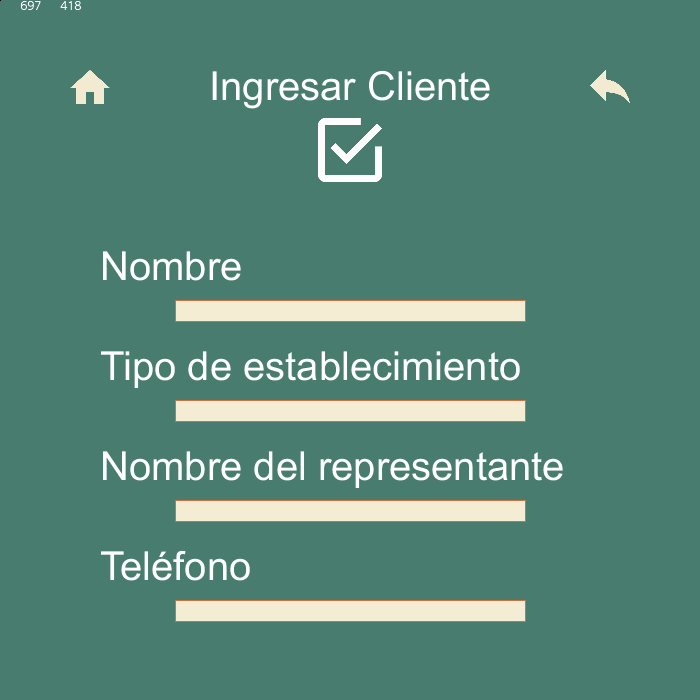 697 418
Ingresar Cliente
Nombre
Tipo de establecimiento
Nombre del representante
Teléfono